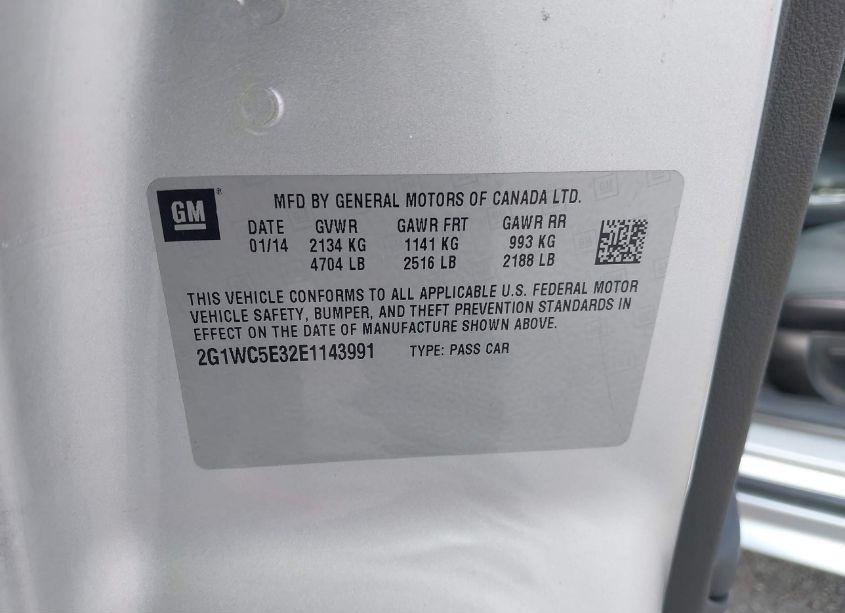 GM ®
MFD BY GENERAL MOTORS OF CANADA LTD.
DATE GVWR GAWR FRT GAWR RR
01/14 2134 KG 1141 KG 993 KG
4704 LB 2516 LB 2188 LB
THIS VEHICLE CONFORMS TO ALL APPLICABLE U.S. FEDERAL MOTOR
VEHICLE SAFETY, BUMPER, AND THEFT PREVENTION STANDARDS IN
EFFECT ON THE DATE OF MANUFACTURE SHOWN ABOVE.
2G1WC5E32E1143991 TYPE: PASS CAR